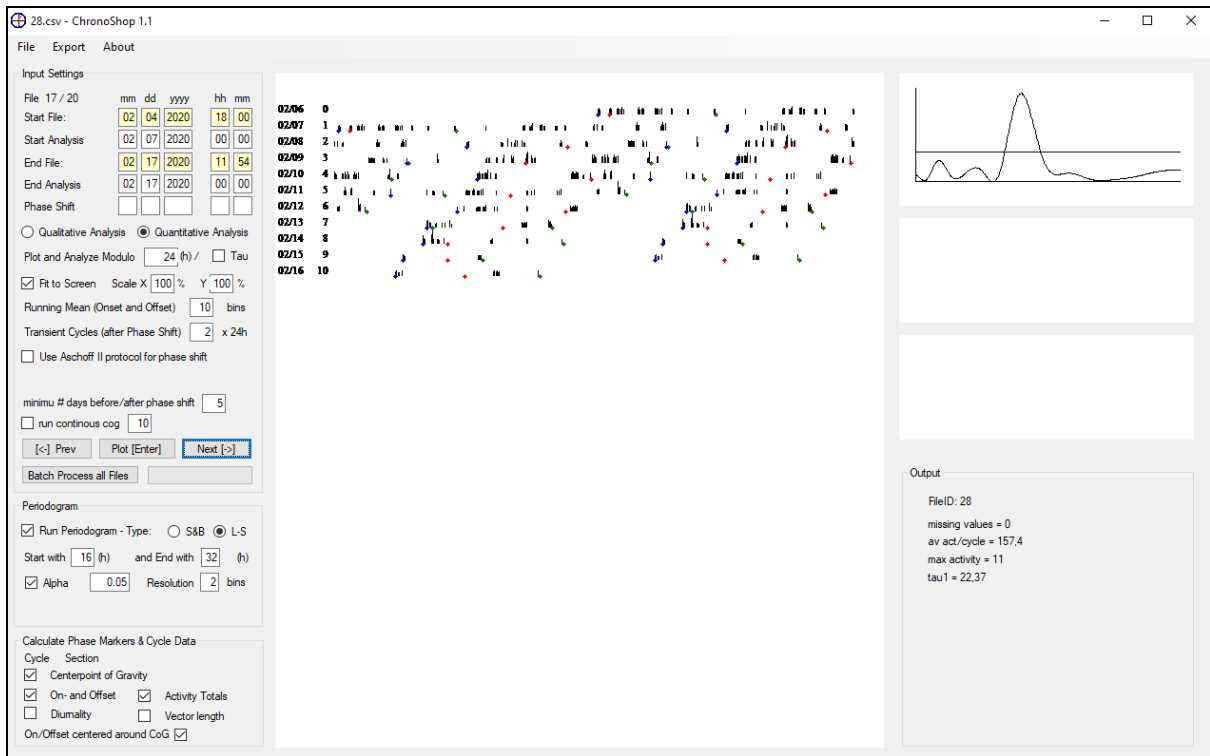 28.csv - ChronoShop 1.1
File Export About
Input Settings
File 17 / 20 mm dd yyyy hh mm
Start File: 02 04 2020 18 00
Start Analysis 02 07 2020 00 00
End File: 02 17 2020 11 54
End Analysis 02 17 2020 00 00
Phase Shift
Qualitative Analysis Quantitative Analysis
Plot and Analyze Modulo 24 (h) / Tau
Fit to Screen Scale X 100 % Y 100 %
Running Mean (Onset and Offset) 10 bins
Transient Cycles (after Phase Shift) 2 x 24h
Use Aschoff II protocol for phase shift
minimu # days before/after phase shift 5
run continous cog 10
[<-] Prev Plot [Enter] Next [->]
Batch Process all Files
Periodogram
Run Periodogram - Type: S&B L-S
Start with 16 (h) and End with 32 (h)
Alpha 0.05 Resolution 2 bins
Calculate Phase Markers & Cycle Data
Cycle Section
Centerpoint of Gravity
On- and Offset Activity Totals
Diurnality Vector length
On/Offset centered around CoG
02/06 0
02/07 1
02/08 2
02/09 3
02/10 4
02/11 5
02/12 6
02/13 7
02/14 8
02/15 9
02/16 10
Output
FileID: 28
missing values = 0
av act/cycle = 157,4
max activity = 11
tau1 = 22,37